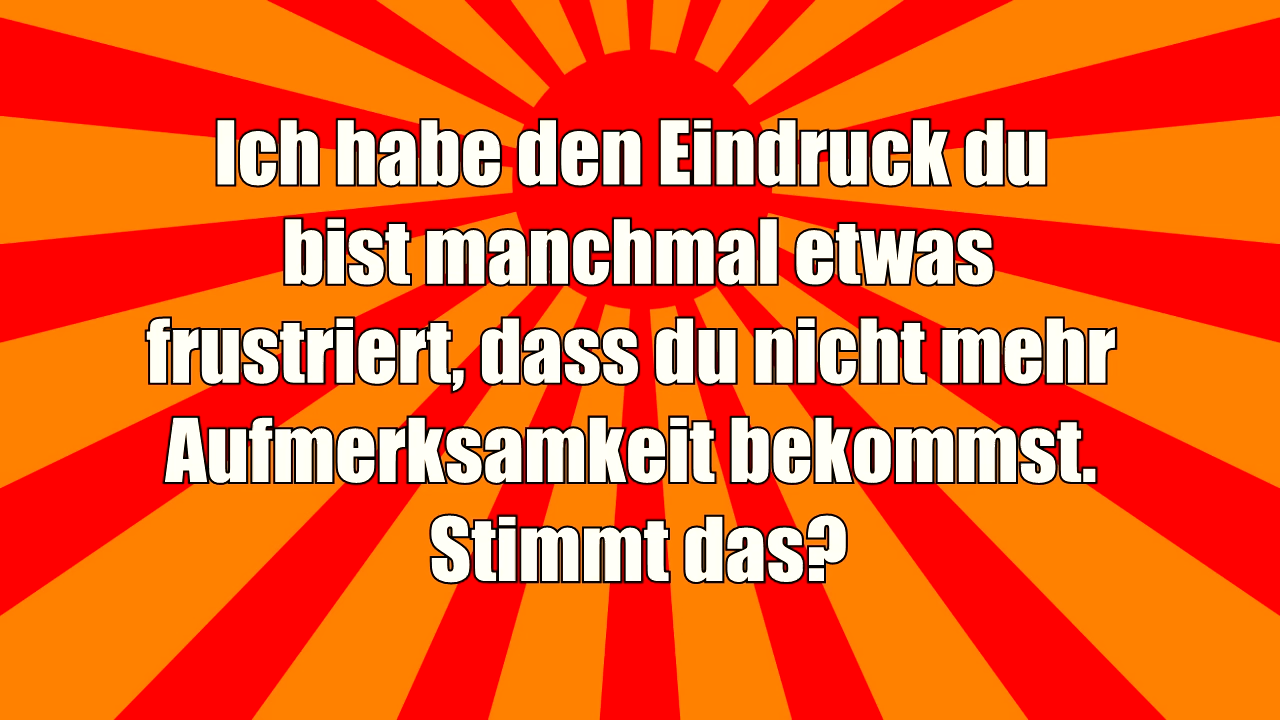 Ich habe den Eindruck du
bist manchmal etwas
frustriert, dass du nicht mehr
Aufmerksamkeit bekommst.
Stimmt das?